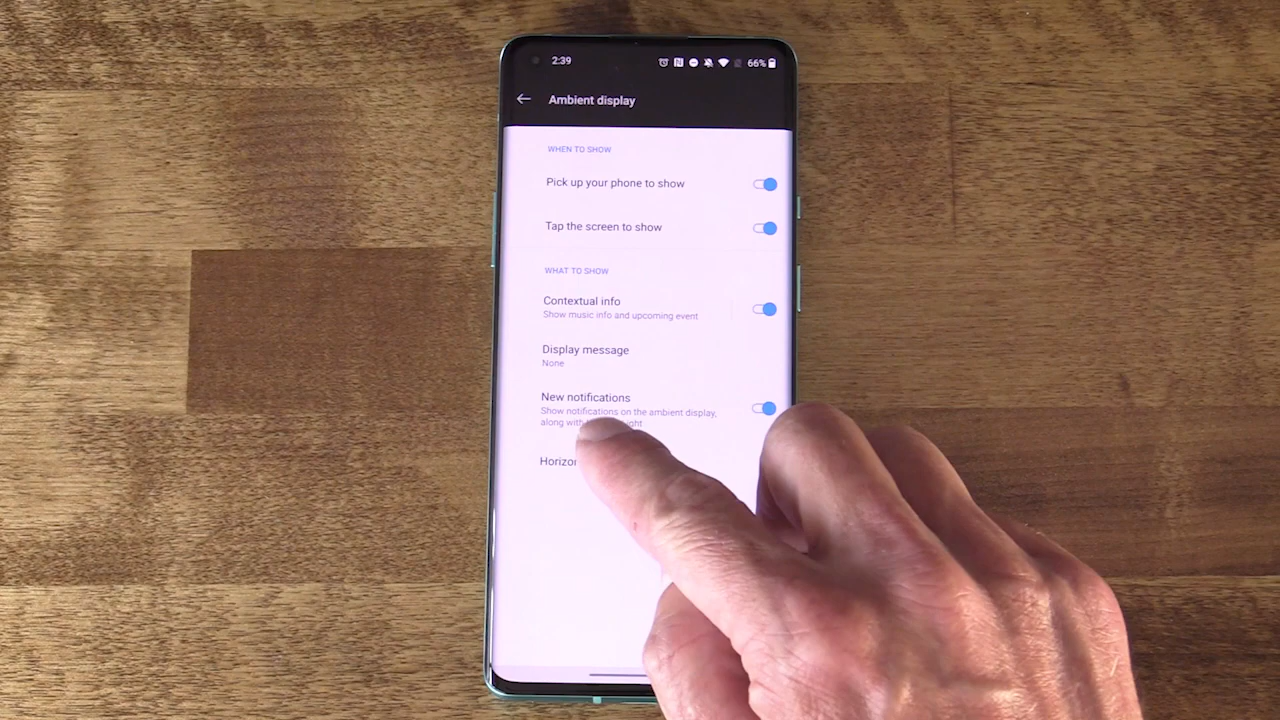 2:39
66%
Ambient display
WHEN TO SHOW
Pick up your phone to show
Tap the screen to show
WHAT TO SHOW
Contextual info
Show music info and upcoming event
Display message
None
New notifications
Show notifications on the ambient display,
along with